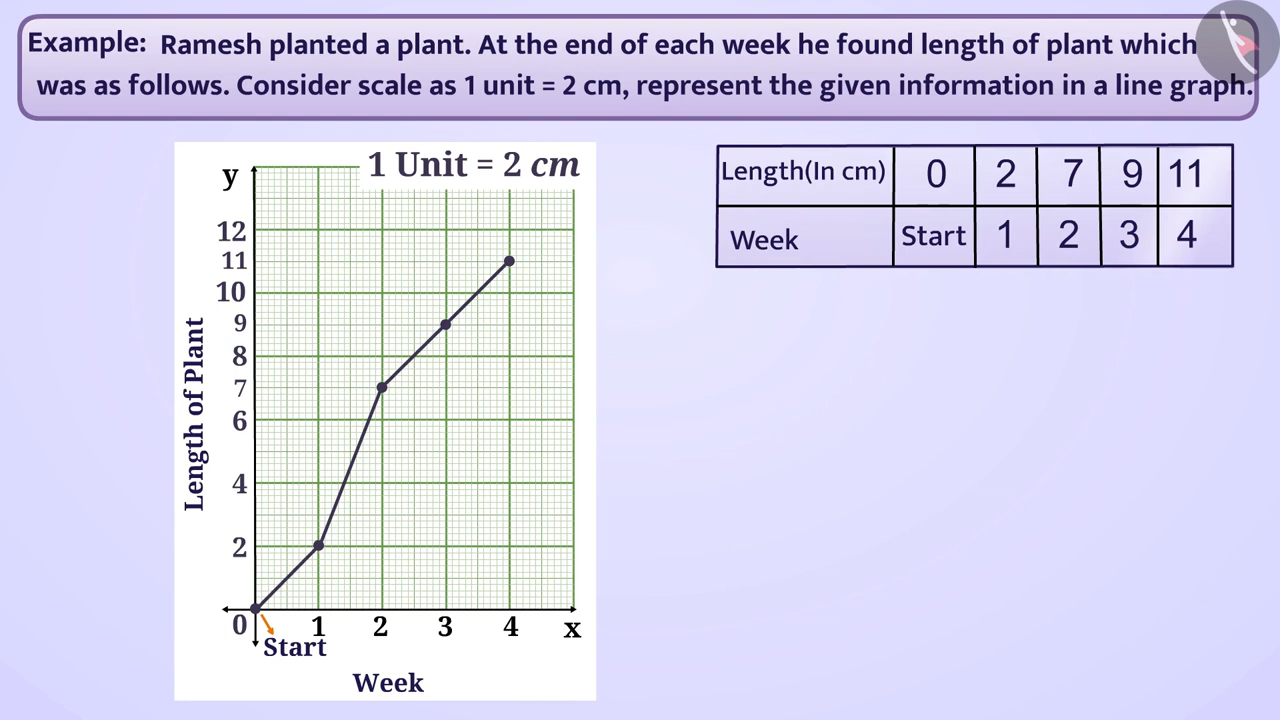 Example: Ramesh planted a plant. At the end of each week he found length of plant which
was as follows. Consider scale as 1 unit = 2 cm, represent the given information in a line graph.
1 Unit = 2 cm
y
12
11
10
9
8
7
6
4
2
0
Length of Plant
1 2 3 4 x
Start
Week
Length(In cm) 0 2 7 9 11
Week Start 1 2 3 4